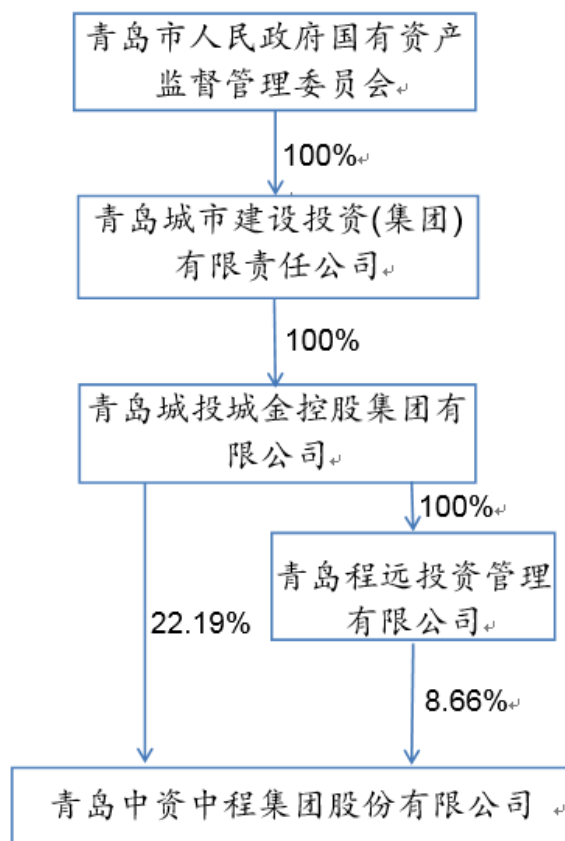 青岛市人民政府国有资产
监督管理委员会
100%
青岛城市建设投资(集团)
有限责任公司
100%
青岛城投城金控股集团有
限公司
100%
青岛程远投资管理
有限公司
22.19%
8.66%
青岛中资中程集团股份有限公司